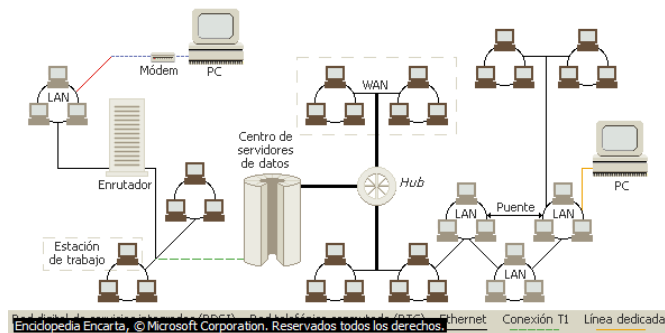 Módem
PC
LAN
WAN
Enrutador
Centro de
servidores
de datos
Hub
PC
LAN
Puente
LAN
Estación
de trabajo
LAN
Ethernet
Conexión T1
Línea dedicada
Enciclopedia Encarta, © Microsoft Corporation. Reservados todos los derechos.